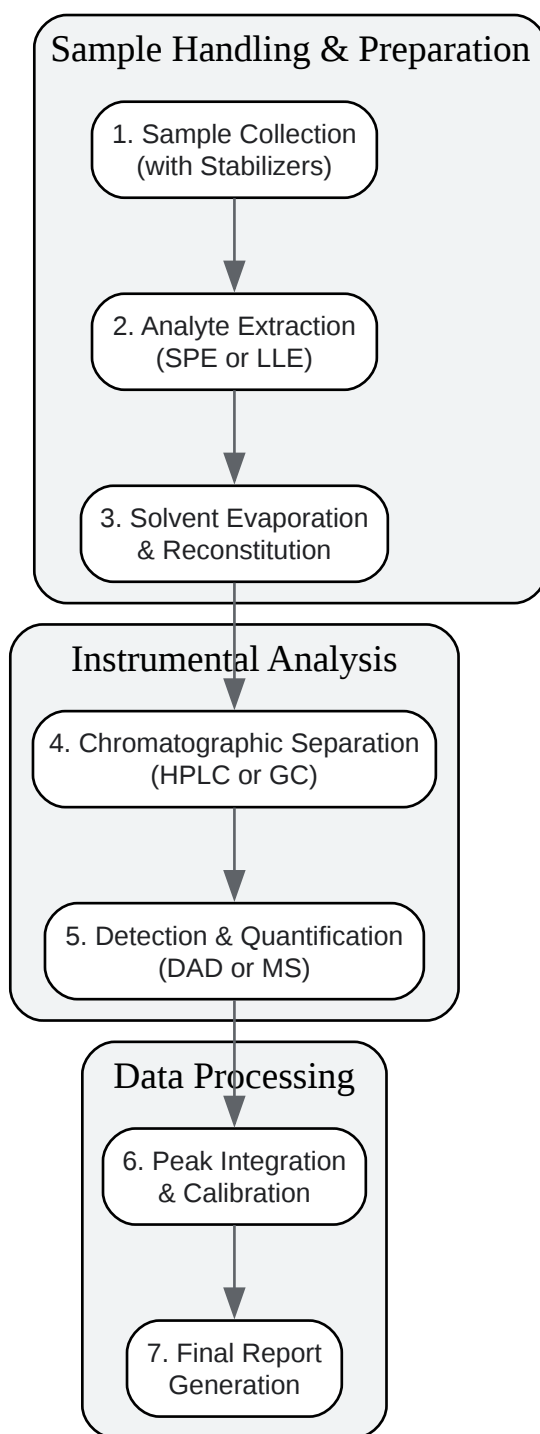 Sample Handling & Preparation
1. Sample Collection
(with Stabilizers)
2. Analyte Extraction
(SPE or LLE)
3. Solvent Evaporation
& Reconstitution
Instrumental Analysis
4. Chromatographic Separation
(HPLC or GC)
5. Detection & Quantification
(DAD or MS)
Data Processing
6. Peak Integration
& Calibration
7. Final Report
Generation